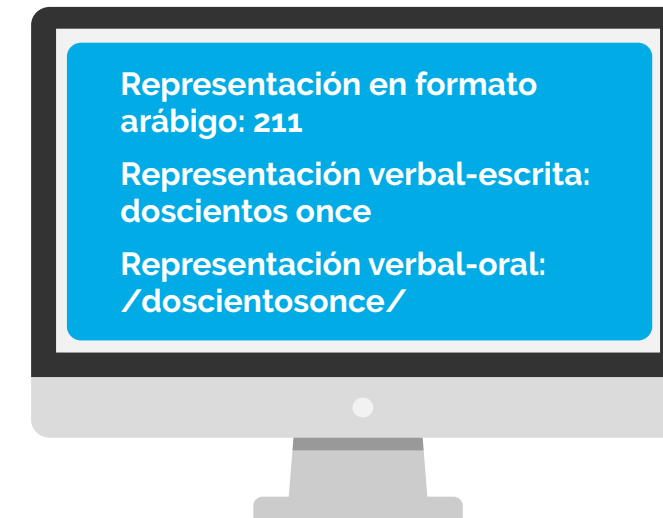 Representación en formato
arábigo: 211
Representación verbal-escrita:
doscientos once
Representación verbal-oral:
/doscientosonce/